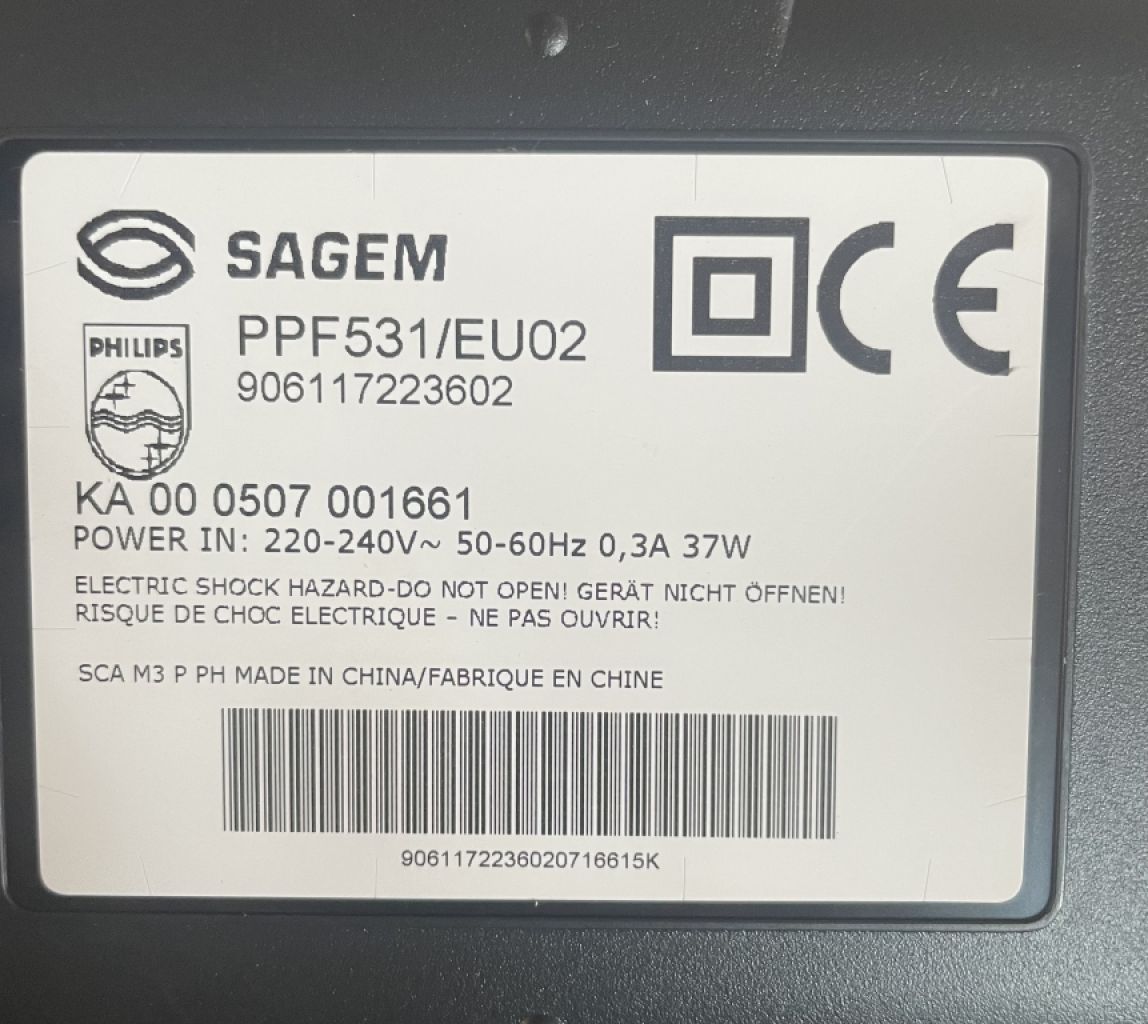 SAGEM
PHILIPS
PPF531/EU02
906117223602
KA 00 0507 001661
POWER IN: 220-240V~ 50-60Hz 0,3A 37W
ELECTRIC SHOCK HAZARD-DO NOT OPEN! GERÄT NICHT ÖFFNEN!
RISQUE DE CHOC ELECTRIQUE - NE PAS OUVRIR!
SCA M3 P PH MADE IN CHINA/FABRIQUE EN CHINE
9061172236020716615K